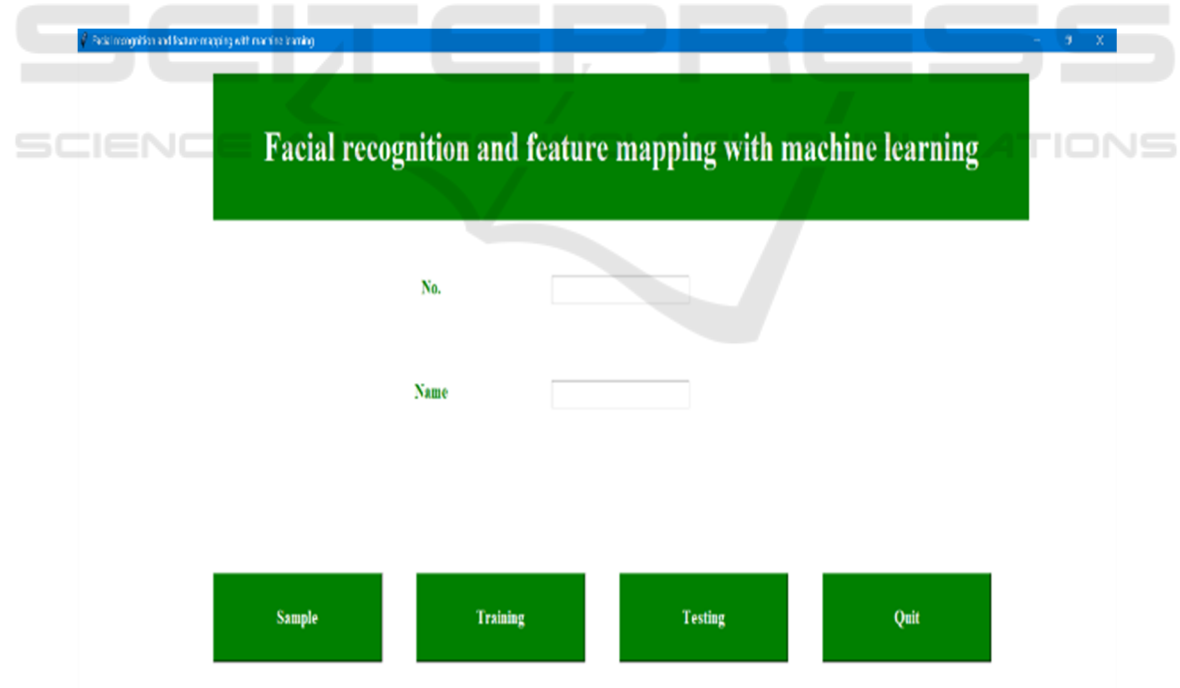 SCITEPRESS
Facial recognition and feature mapping with machine learning
SCIENCE
ATIONS
Facial recognition and feature mapping with machine learning
No.
Name
Sample
Training
Testing
Quit